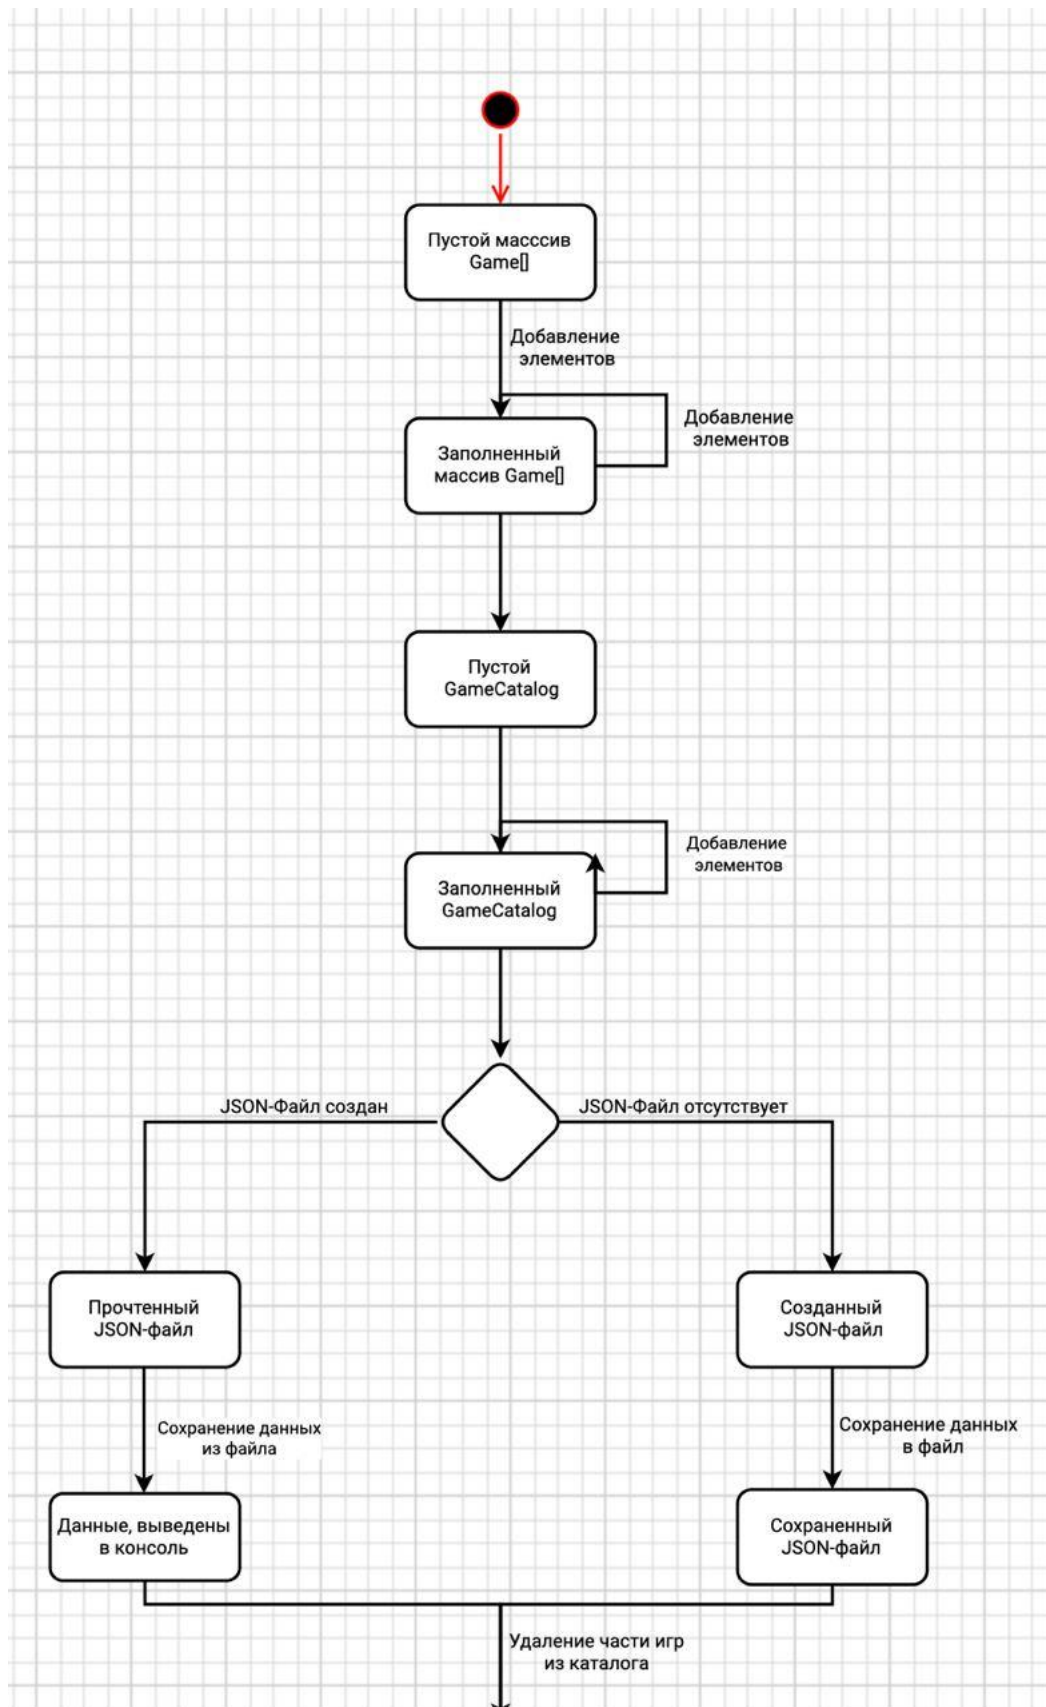 Пустой масссив
Game[]
Добавление
элементов
Добавление
элементов
Заполненный
массив Game[]
Пустой
GameCatalog
Добавление
элементов
Заполненный
GameCatalog
JSON-Файл создан
JSON-Файл отсутствует
Прочтенный
JSON-файл
Созданный
JSON-файл
Сохранение данных
из файла
Сохранение данных
в файл
Данные, выведены
в консоль
Сохраненный
JSON-файл
Удаление части игр
из каталога